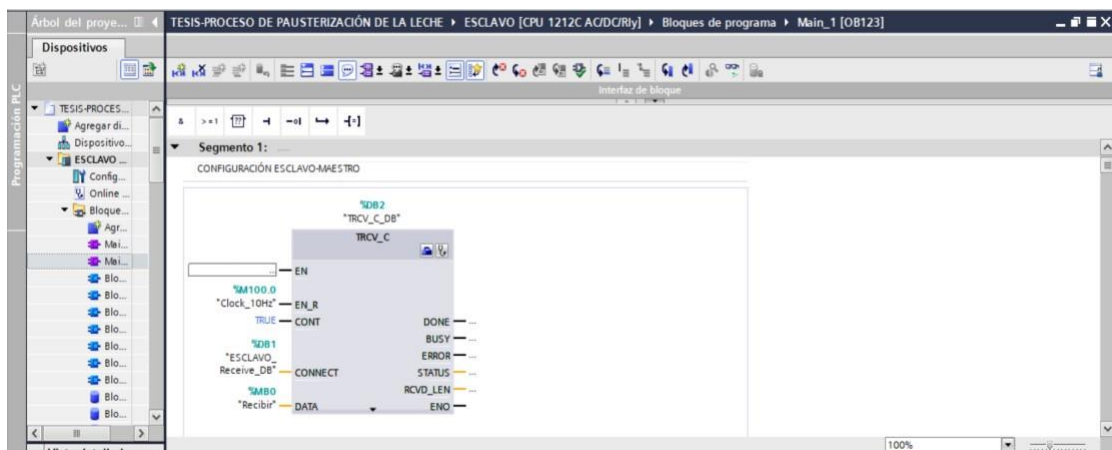 Árbol del proye...
TESIS-PROCESO DE PAUSTERIZACIÓN DE LA LECHE ▸ ESCLAVO [CPU 1212C AC/DC/Rly] ▸ Bloques de programa ▸ Main_1 [OB123]
Dispositivos
Interfaz de bloque
Programación PLC
TESIS-PROCES...
Agregar di...
Dispositivo...
ESCLAVO ...
Config...
Online ...
Bloque...
Agr...
Mai...
Mai...
Blo...
Blo...
Blo...
Blo...
Blo...
Blo...
Blo...
Blo...
Blo...
& >=1 ?? ⊣ -o| ↦ -[=]
Segmento 1: ....
CONFIGURACIÓN ESCLAVO-MAESTRO
%DB2
"TRCV_C_DB"
TRCV_C
... EN
%M100.0
"Clock_10Hz" EN_R
TRUE CONT DONE ...
BUSY ...
%DB1
"ESCLAVO_ ERROR ...
Receive_DB" CONNECT STATUS ...
%MB0 RCVD_LEN ...
"Recibir" DATA ENO
100%